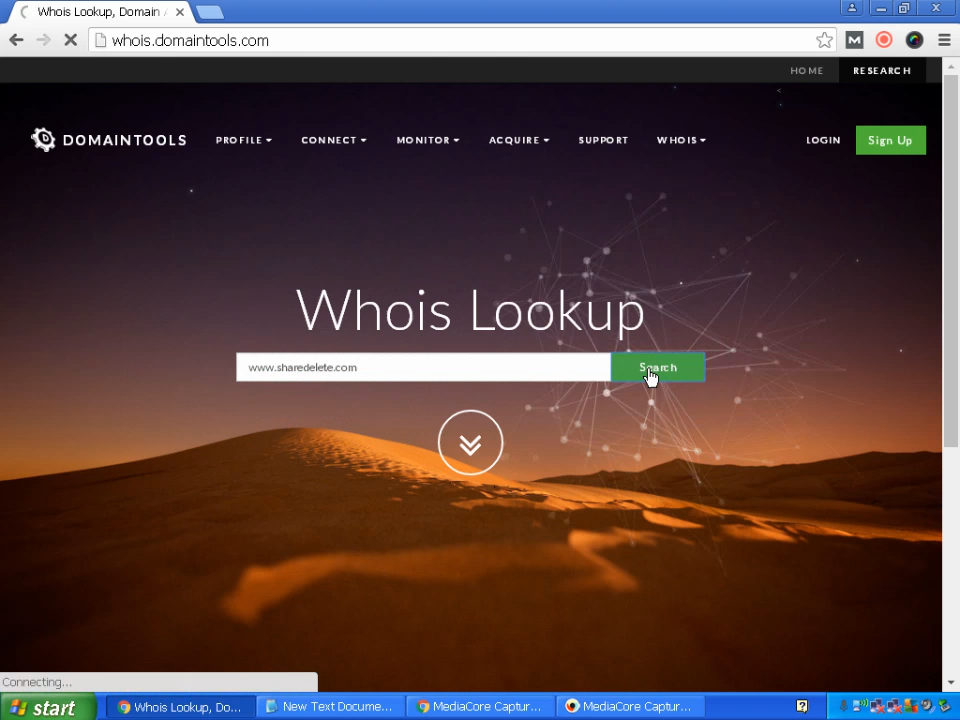 Whois Lookup, Domain
whois.domaintools.com
M
HOME
RESEARCH
DOMAINTOOLS
PROFILE
CONNECT
MONITOR
ACQUIRE
SUPPORT
WHOIS
LOGIN
Sign Up
Whois Lookup
www.sharedelete.com
Search
Connecting...
start
Whois Lookup, Do...
New Text Docume...
MediaCore Captur...
MediaCore Captur...